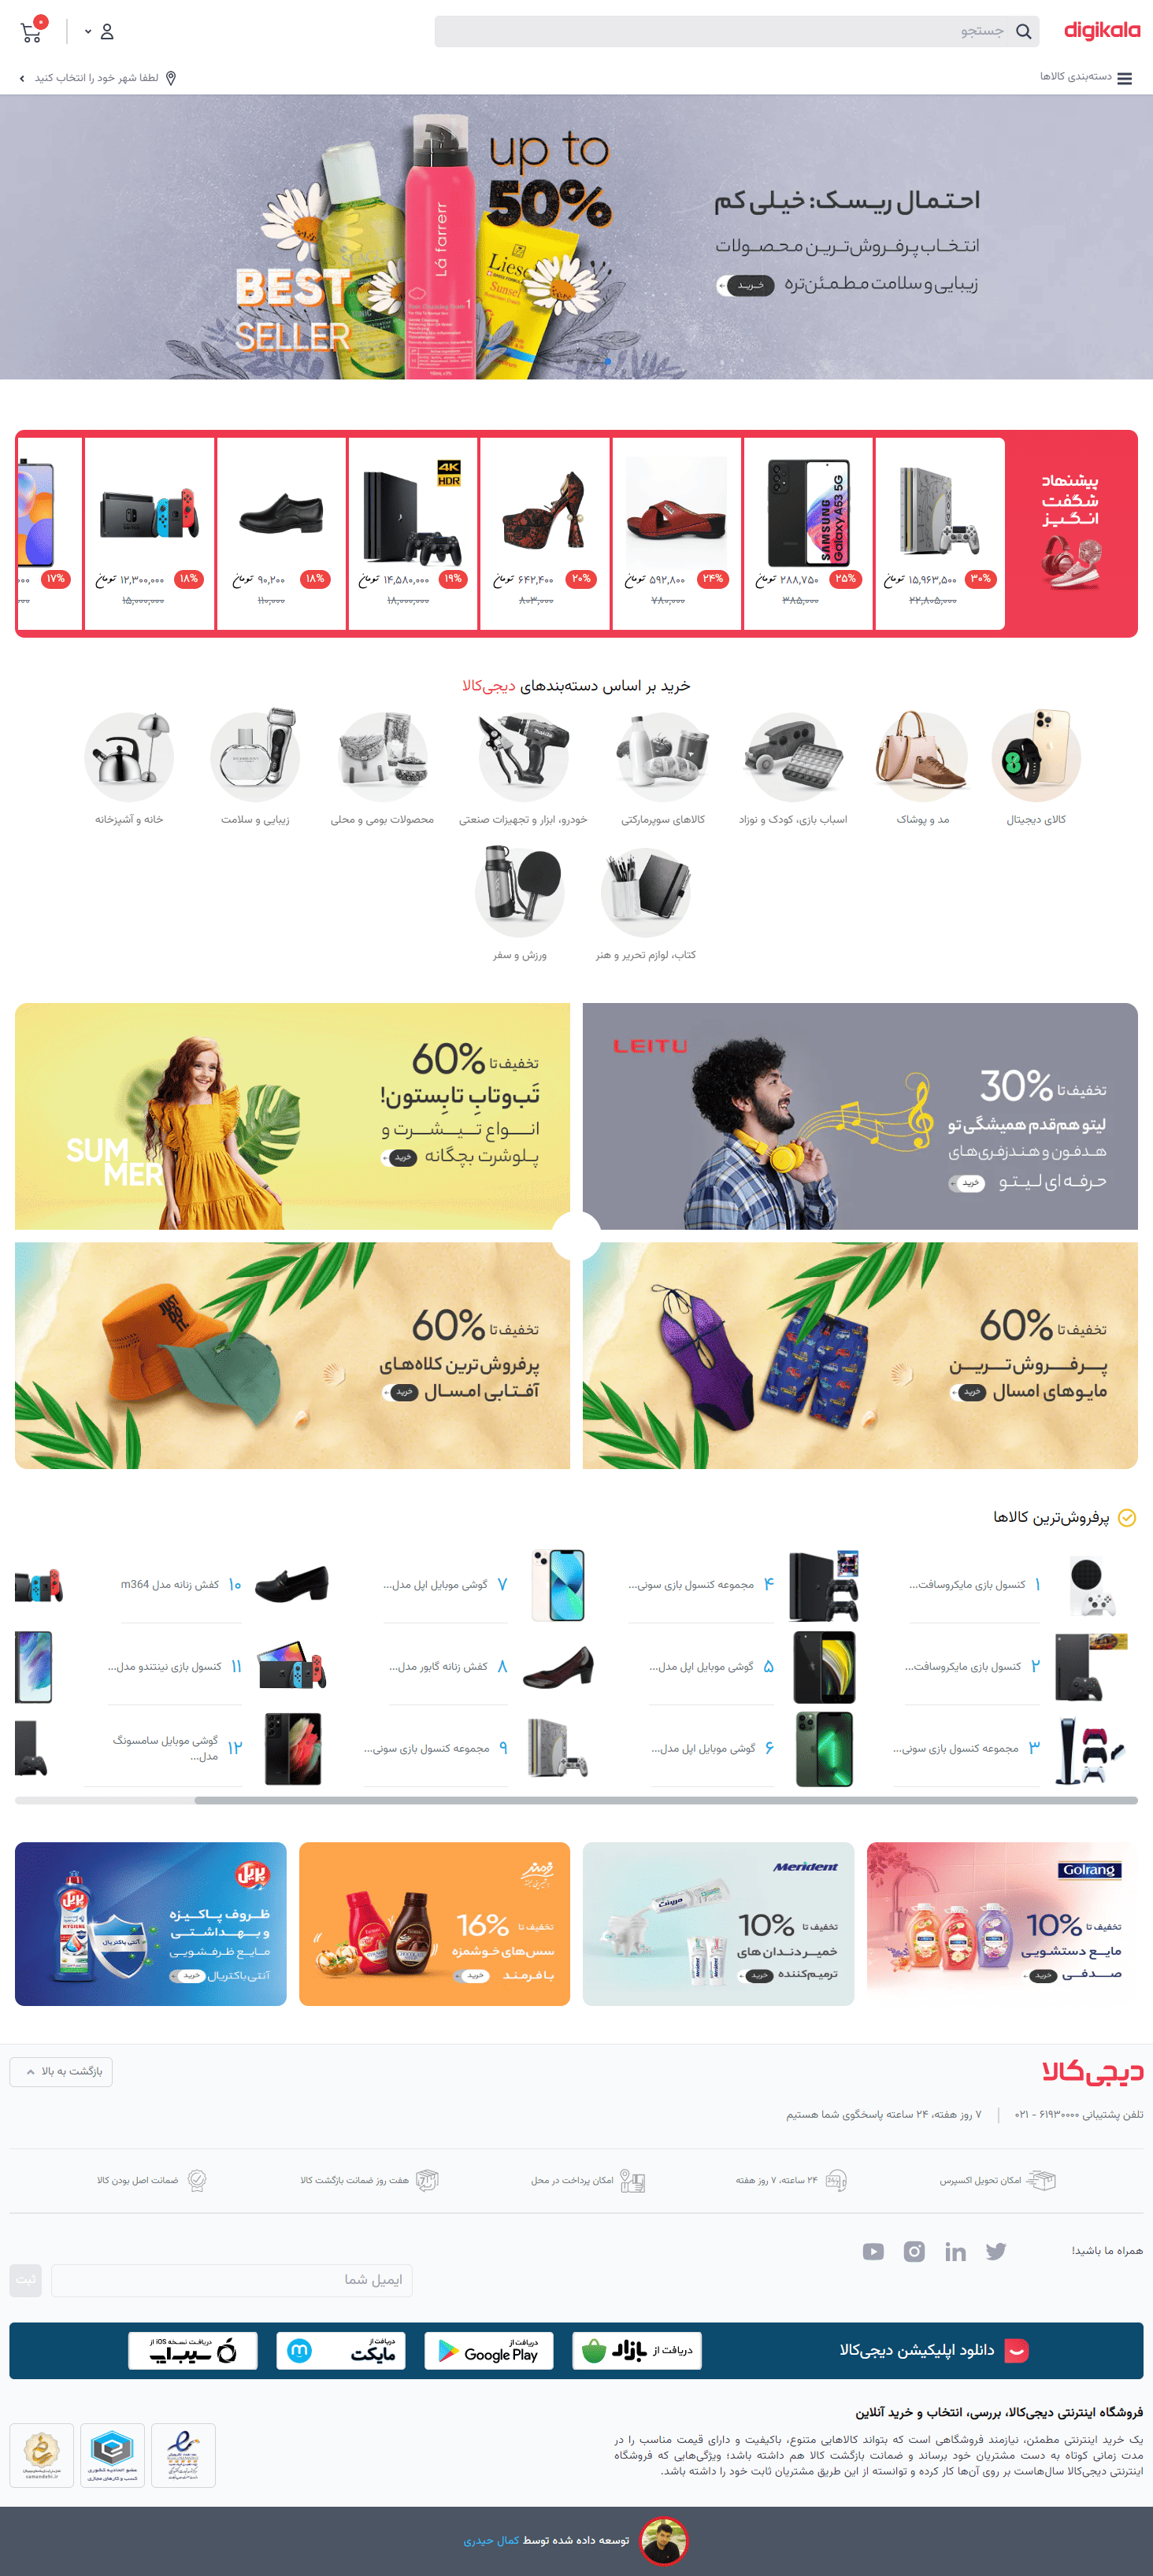 digikala
جستجو
۰
دسته‌بندی کالاها
لطفا شهر خود را انتخاب کنید
احتمال ریسک: خیلی کم
انتخاب پرفروش‌ترین محصولات
زیبایی و سلامت مطمئن‌تره
خرید
up to
50%
BEST
SELLER
La farrerr
Liese
Sunsel
پیشنهاد
شگفت
انگیز
۳۰%
۱۵,۹۶۳,۵۰۰ تومان
۲۲,۸۰۵,۰۰۰
SAMSUNG
Galaxy A53 5G
۲۵%
۲۸۸,۷۵۰ تومان
۳۸۵,۰۰۰
۲۴%
۵۹۲,۸۰۰ تومان
۷۸۰,۰۰۰
۲۰%
۶۴۲,۴۰۰ تومان
۸۰۳,۰۰۰
4K
HDR
۱۹%
۱۴,۵۸۰,۰۰۰ تومان
۱۸,۰۰۰,۰۰۰
۱۸%
۹۰,۲۰۰ تومان
۱۱۰,۰۰۰
۱۸%
۱۲,۳۰۰,۰۰۰ تومان
۱۵,۰۰۰,۰۰۰
۱۷%
خرید بر اساس دسته‌بندهای دیجی‌کالا
کالای دیجیتال
مد و پوشاک
اسباب بازی، کودک و نوزاد
کالاهای سوپرمارکتی
خودرو، ابزار و تجهیزات صنعتی
محصولات بومی و محلی
زیبایی و سلامت
خانه و آشپزخانه
کتاب، لوازم تحریر و هنر
ورزش و سفر
LEITU
تخفیف تا 30%
لیتو هم‌قدم همیشگی تو
هدفون و هندزفری‌های
حرفه ای لیتو
خرید
تخفیف تا 60%
تَب‌وتابِ تابِستون!
انواع تیشرت و
پلوشرت بچگانه
خرید
SUM
MER
تخفیف تا 60%
پرفروش ترین
مایوهای امسال
خرید
تخفیف تا 60%
پرفروش ترین کلاه‌های
آفتابی امسال
خرید
JUST
DO IT.
پرفروش‌ترین کالاها
۱ کنسول بازی مایکروسافت...
۲ کنسول بازی مایکروسافت...
۳ مجموعه کنسول بازی سونی...
۴ مجموعه کنسول بازی سونی...
۵ گوشی موبایل اپل مدل...
۶ گوشی موبایل اپل مدل...
۷ گوشی موبایل اپل مدل...
۸ کفش زنانه گابور مدل...
۹ مجموعه کنسول بازی سونی...
۱۰ کفش زنانه مدل m364
۱۱ کنسول بازی نینتندو مدل...
۱۲ گوشی موبایل سامسونگ
مدل...
Golrang
تخفیف تا 10%
مایع دستشویی
صدفی
خرید
Merident
تخفیف تا 10%
خمیر دندان های
ترمیم‌کننده
خرید
تخفیف تا 16%
سس‌های خوشمزه
بافرمند
خرید
پریل
ظروف پاکیزه
و بهداشتی
مایع ظرفشویی
آنتی باکتریال
خرید
آنتی باکتریال
دیجی‌کالا
بازگشت به بالا
تلفن پشتیبانی ۶۱۹۳۰۰۰۰ - ۰۲۱
۷ روز هفته، ۲۴ ساعته پاسخگوی شما هستیم
امکان تحویل اکسپرس
۲۴ ساعته، ۷ روز هفته
امکان پرداخت در محل
هفت روز ضمانت بازگشت کالا
ضمانت اصل بودن کالا
همراه ما باشید!
ایمیل شما
ثبت
دانلود اپلیکیشن دیجی‌کالا
دریافت از بازار
دریافت از
Google Play
دریافت از
مایکت
دریافت نسخه iOS از
سیب‌اپ
فروشگاه اینترنتی دیجی‌کالا، بررسی، انتخاب و خرید آنلاین
یک خرید اینترنتی مطمئن، نیازمند فروشگاهی است که بتواند کالاهایی متنوع، باکیفیت و دارای قیمت مناسب را در
مدت زمانی کوتاه به دست مشتریان خود برساند و ضمانت بازگشت کالا هم داشته باشد؛ ویژگی‌هایی که فروشگاه
اینترنتی دیجی‌کالا سال‌هاست بر روی آن‌ها کار کرده و توانسته از این طریق مشتریان ثابت خود را داشته باشد.
عضو اتحادیه کشوری
کسب و کارهای مجازی
samandehi.ir
توسعه داده شده توسط کمال حیدری